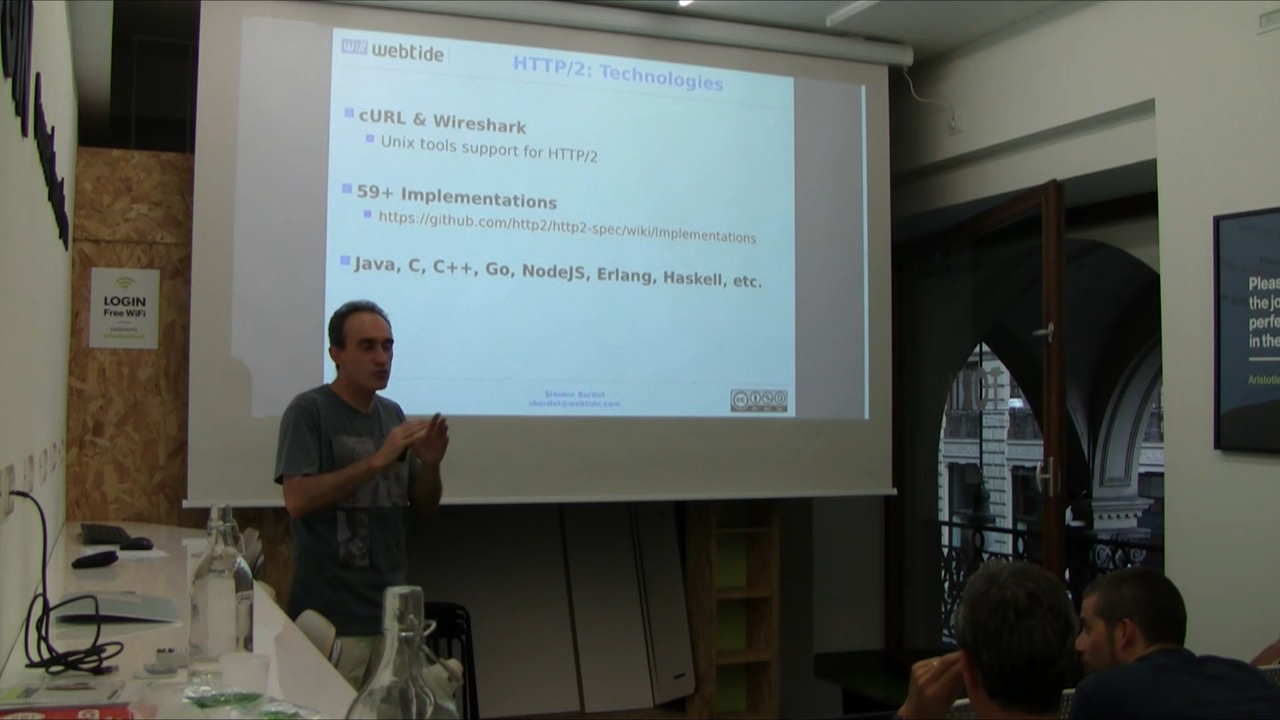 webtide
HTTP/2: Technologies
cURL & Wireshark
Unix tools support for HTTP/2
59+ Implementations
https://github.com/http2/http2-spec/wiki/Implementations
Java, C, C++, Go, NodeJS, Erlang, Haskell, etc.
Simone Bordet
sbordet@webtide.com
LOGIN
Free WiFi
Pleas
the jo
perfe
in the
Aristotl